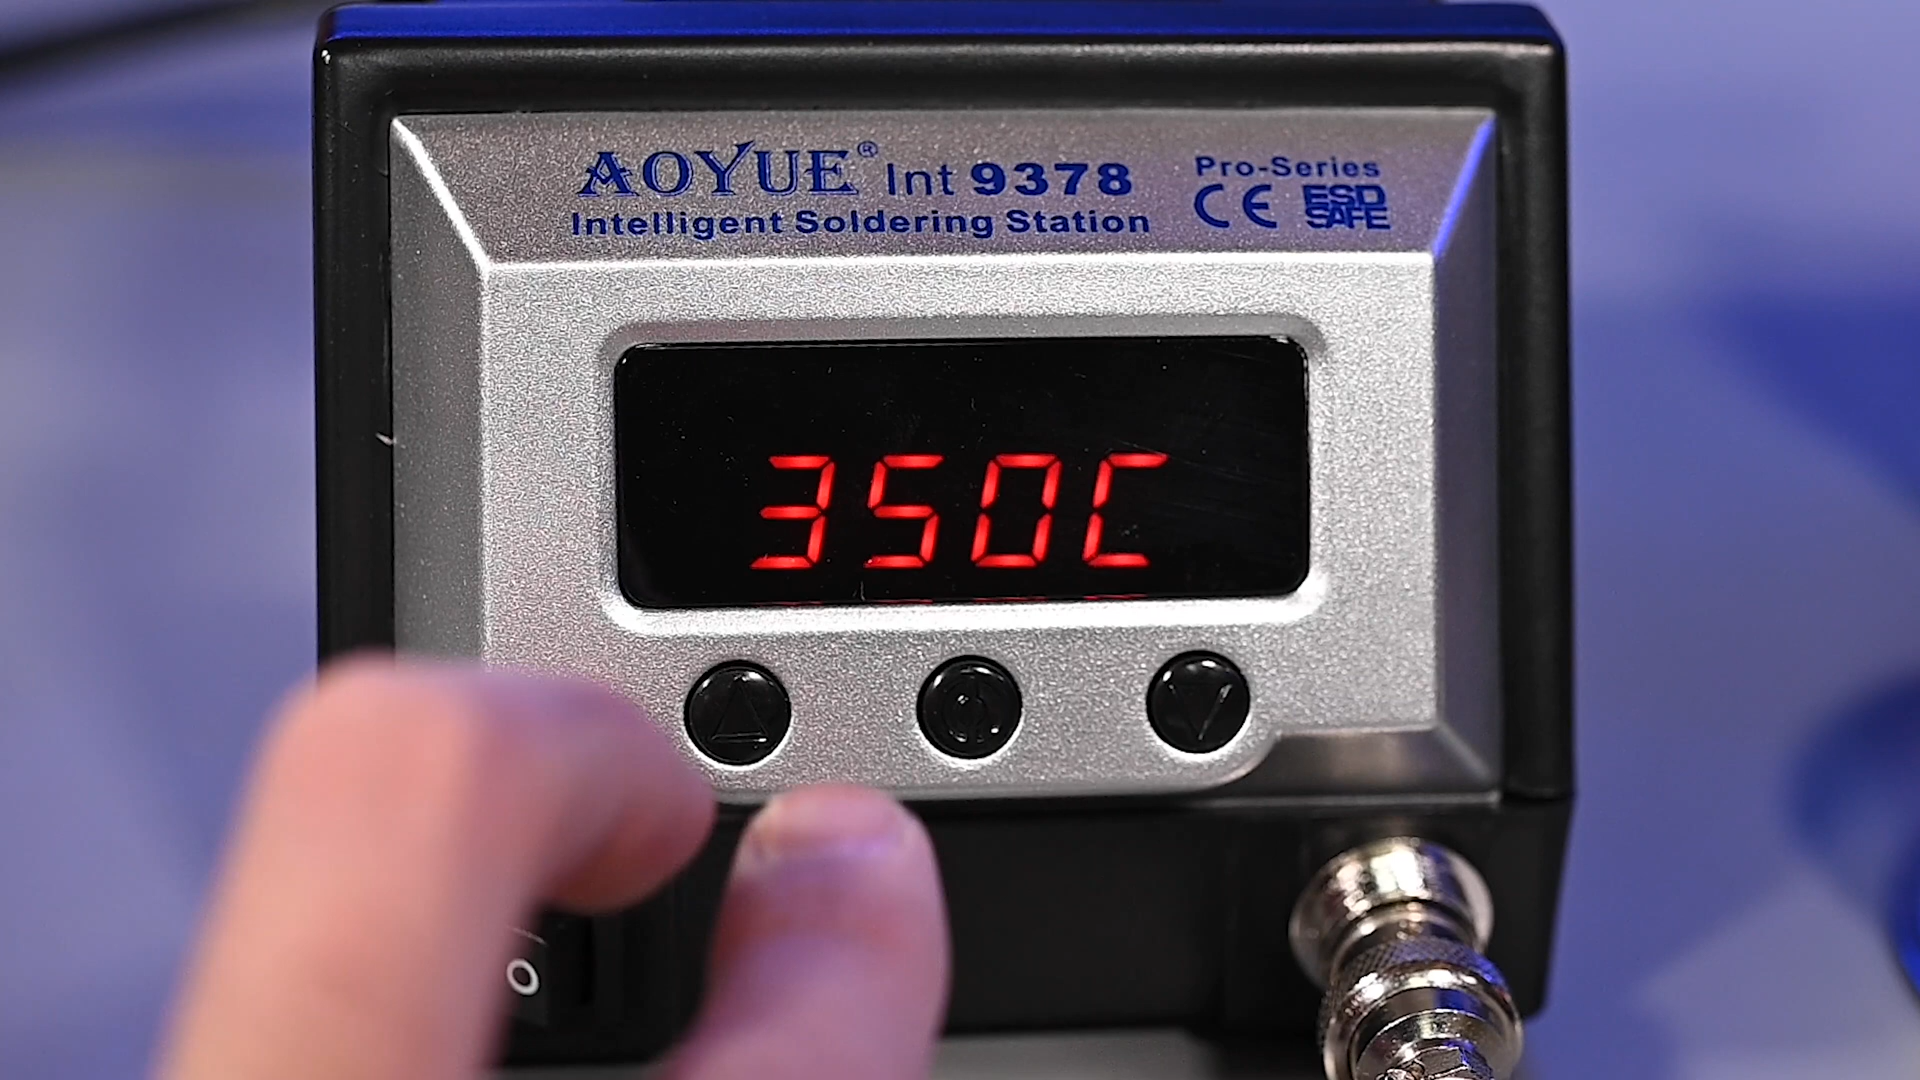 AOYUE® Int 9378
Intelligent Soldering Station
Pro-Series
CE ESD SAFE
350C